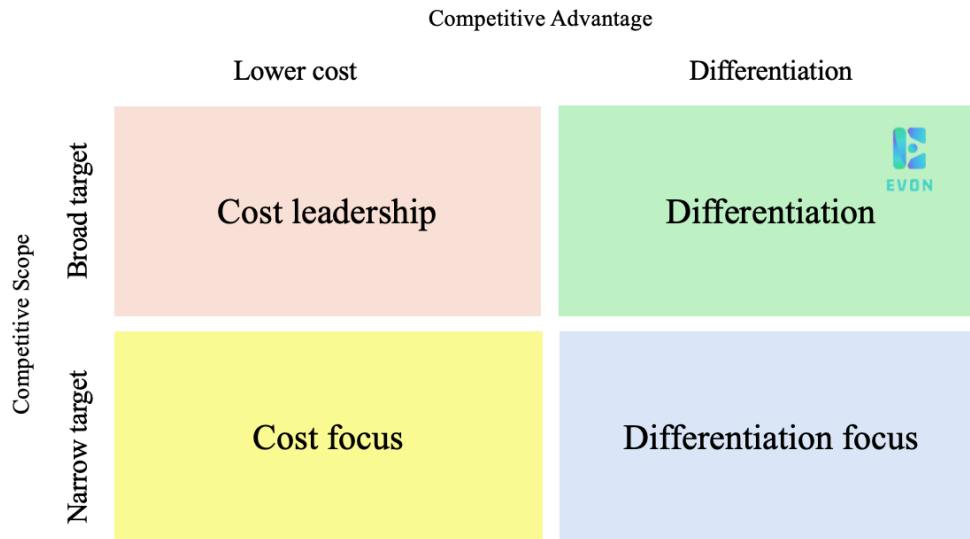 Competitive Advantage
Lower cost
Differentiation
Competitive Scope
Broad target
Cost leadership
Differentiation
EVON
Narrow target
Cost focus
Differentiation focus